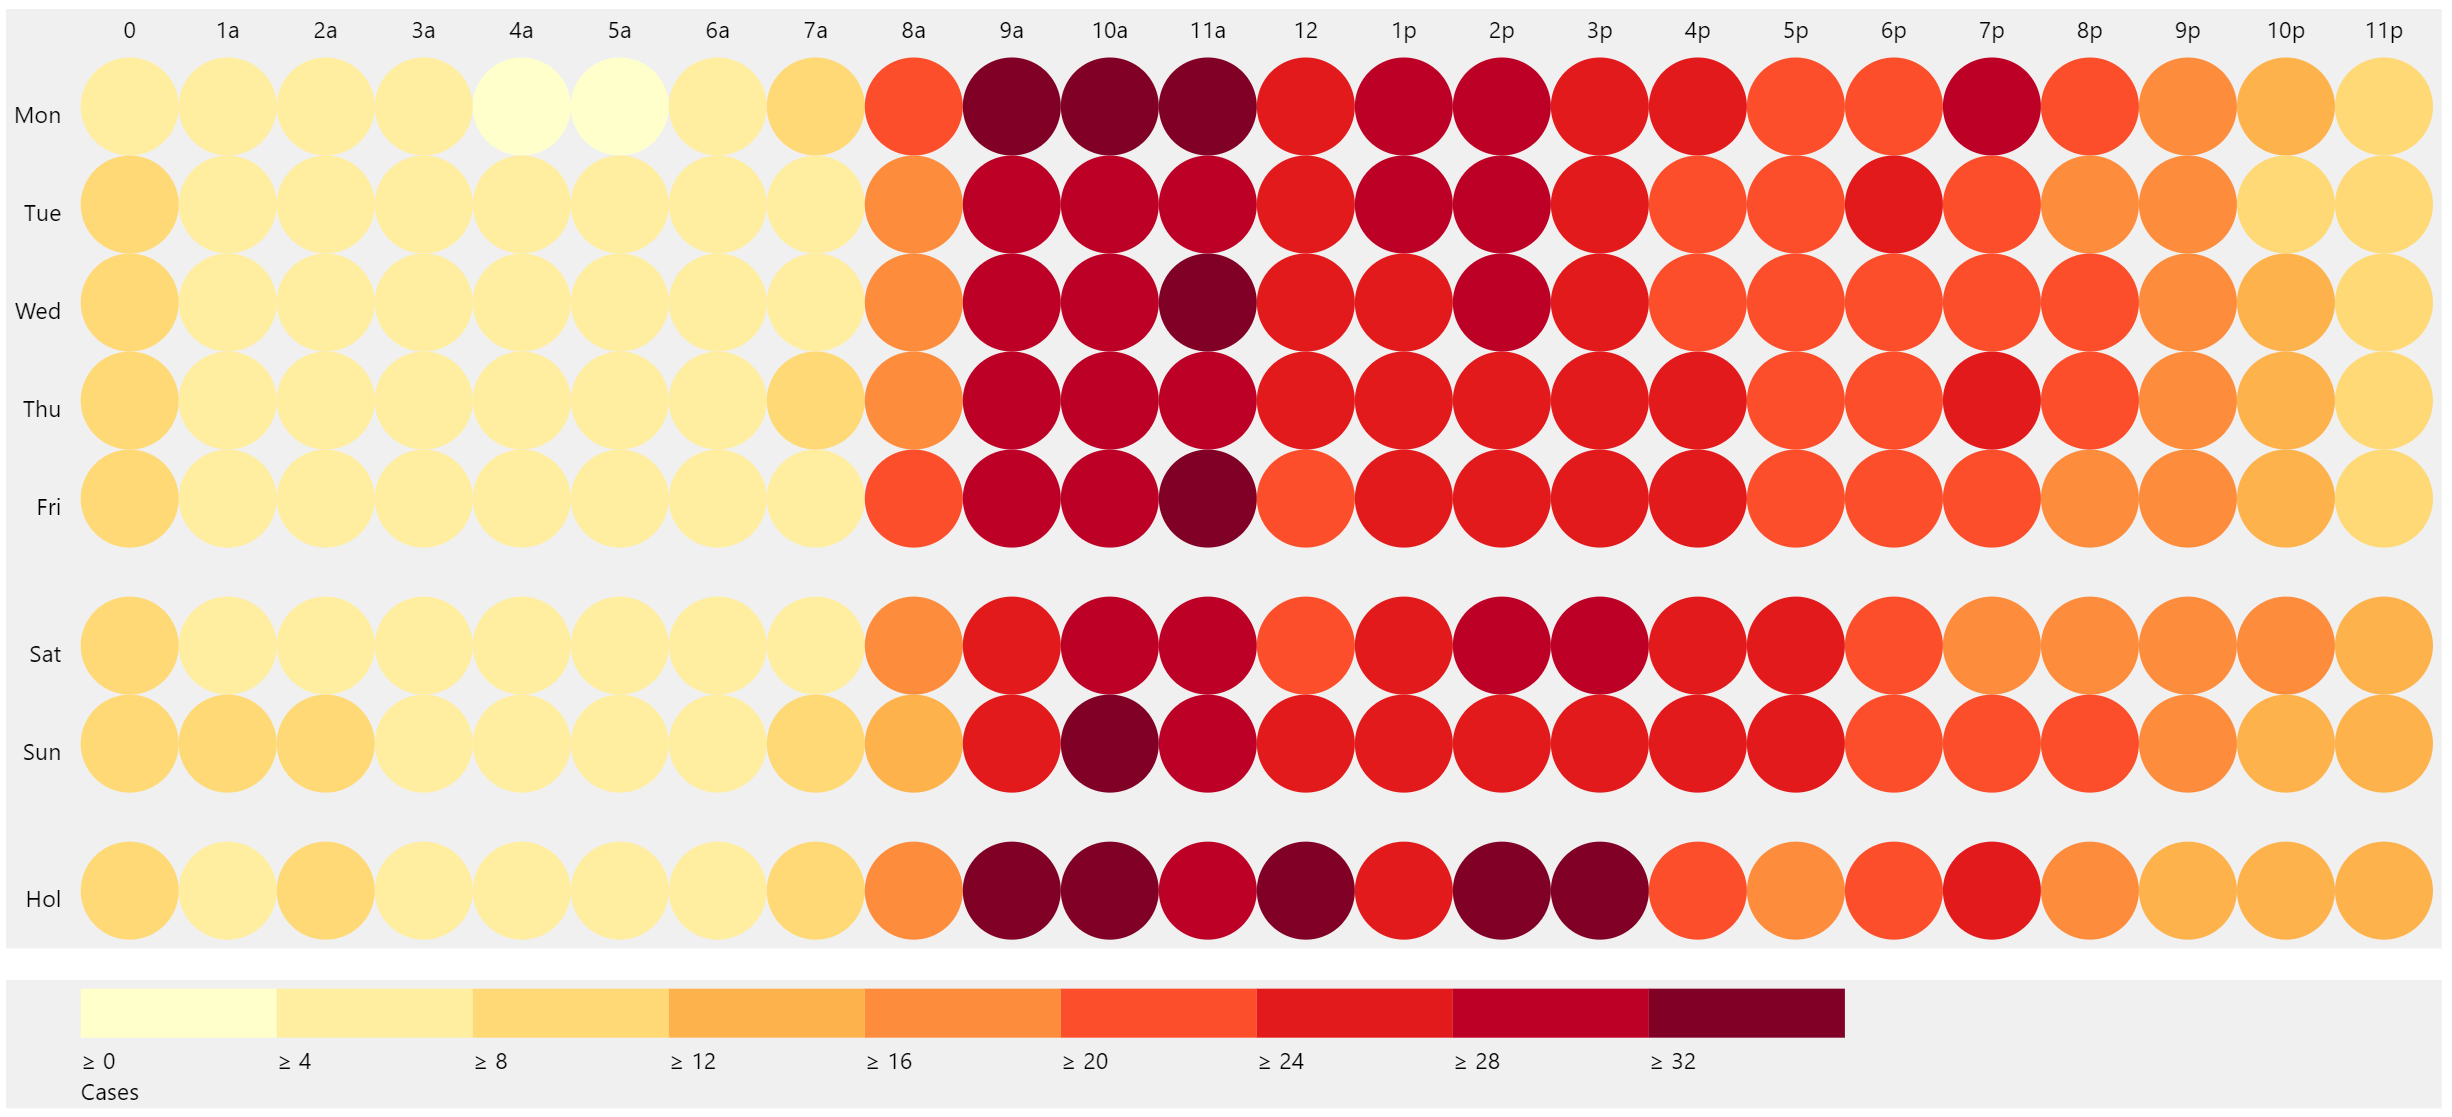 0 1a 2a 3a 4a 5a 6a 7a 8a 9a 10a 11a 12 1p 2p 3p 4p 5p 6p 7p 8p 9p 10p 11p
Mon
Tue
Wed
Thu
Fri
Sat
Sun
Hol
≥ 0 ≥ 4 ≥ 8 ≥ 12 ≥ 16 ≥ 20 ≥ 24 ≥ 28 ≥ 32
Cases